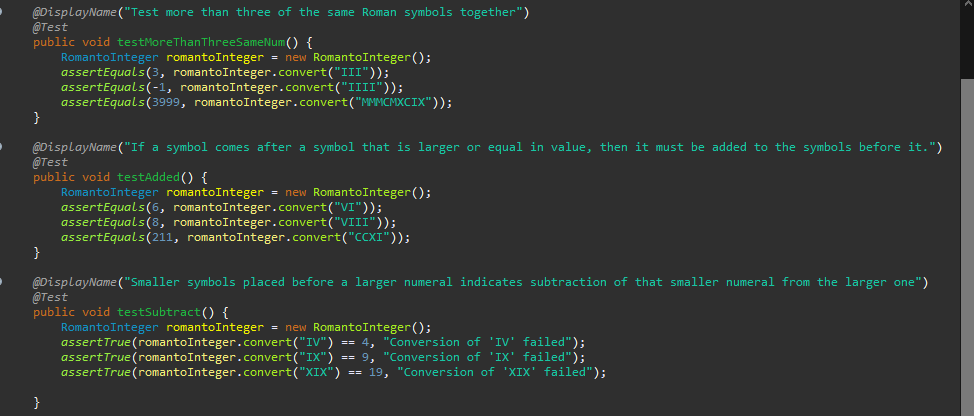 @DisplayName("Test more than three of the same Roman symbols together")
@Test
public void testMoreThanThreeSameNum() {
RomantoInteger romantoInteger = new RomantoInteger();
assertEquals(3, romantoInteger.convert("III"));
assertEquals(-1, romantoInteger.convert("IIII"));
assertEquals(3999, romantoInteger.convert("MMMCMXCIX"));
}
@DisplayName("If a symbol comes after a symbol that is larger or equal in value, then it must be added to the symbols before it.")
@Test
public void testAdded() {
RomantoInteger romantoInteger = new RomantoInteger();
assertEquals(6, romantoInteger.convert("VI"));
assertEquals(8, romantoInteger.convert("VIII"));
assertEquals(211, romantoInteger.convert("CCXI"));
}
@DisplayName("Smaller symbols placed before a larger numeral indicates subtraction of that smaller numeral from the larger one")
@Test
public void testSubtract() {
RomantoInteger romantoInteger = new RomantoInteger();
assertTrue(romantoInteger.convert("IV") == 4, "Conversion of 'IV' failed");
assertTrue(romantoInteger.convert("IX") == 9, "Conversion of 'IX' failed");
assertTrue(romantoInteger.convert("XIX") == 19, "Conversion of 'XIX' failed");
}